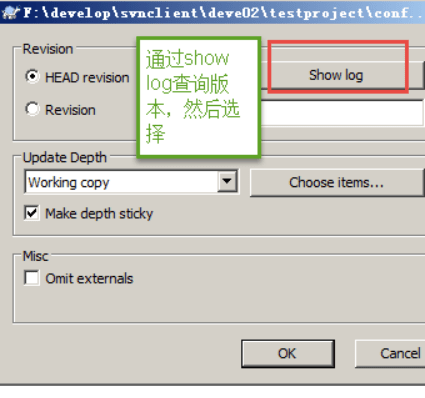 F:\develop\svnclient\deve02\testproject\conf...
Revision
HEAD revision
Show log
Revision
通过show
log查询版
本，然后选
择
Update Depth
Working copy
Choose items...
Make depth sticky
Misc
Omit externals
OK
Cancel